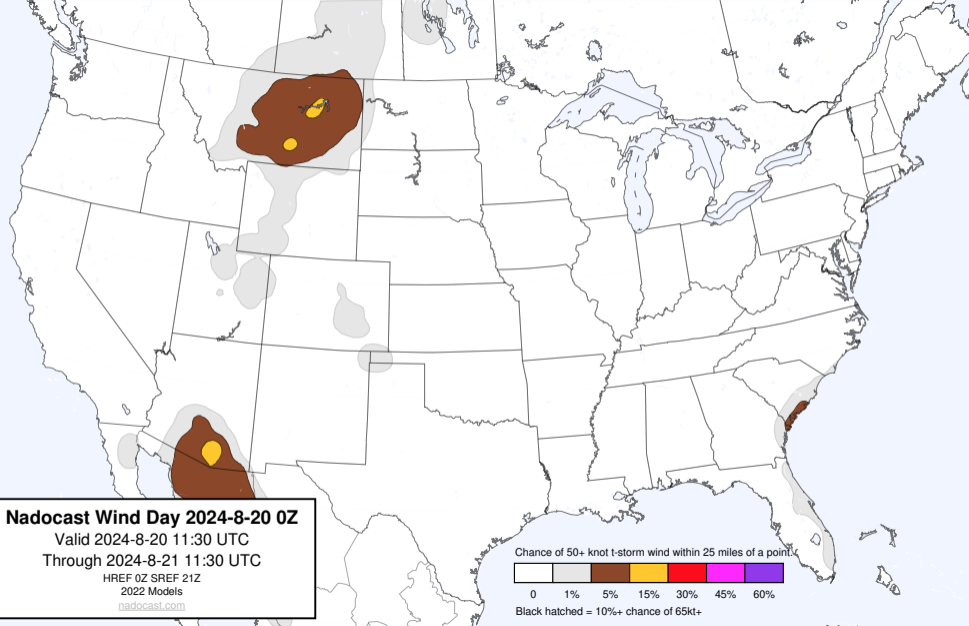 Nadocast Wind Day 2024-8-20 0Z
Valid 2024-8-20 11:30 UTC
Through 2024-8-21 11:30 UTC
HREF 0Z SREF 21Z
2022 Models
nadocast.com
Chance of 50+ knot t-storm wind within 25 miles of a point.
0 1% 5% 15% 30% 45% 60%
Black hatched = 10%+ chance of 65kt+